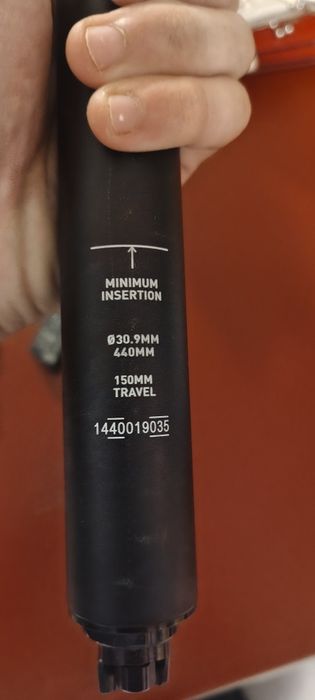 MINIMUM
INSERTION
Ø30.9MM
440MM
150MM
TRAVEL
1440019035